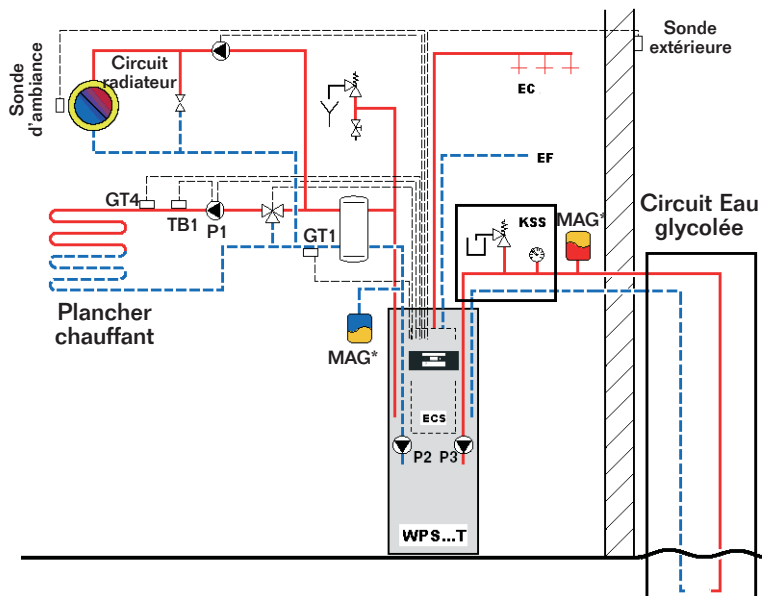 Sonde
d'ambiance
Circuit
radiateur
Sonde
extérieure
EC
EF
GT4
TB1
P1
GT1
KSS
MAG*
Circuit Eau
glycolée
Plancher
chauffant
MAG*
ECS
P2
P3
WPS...T